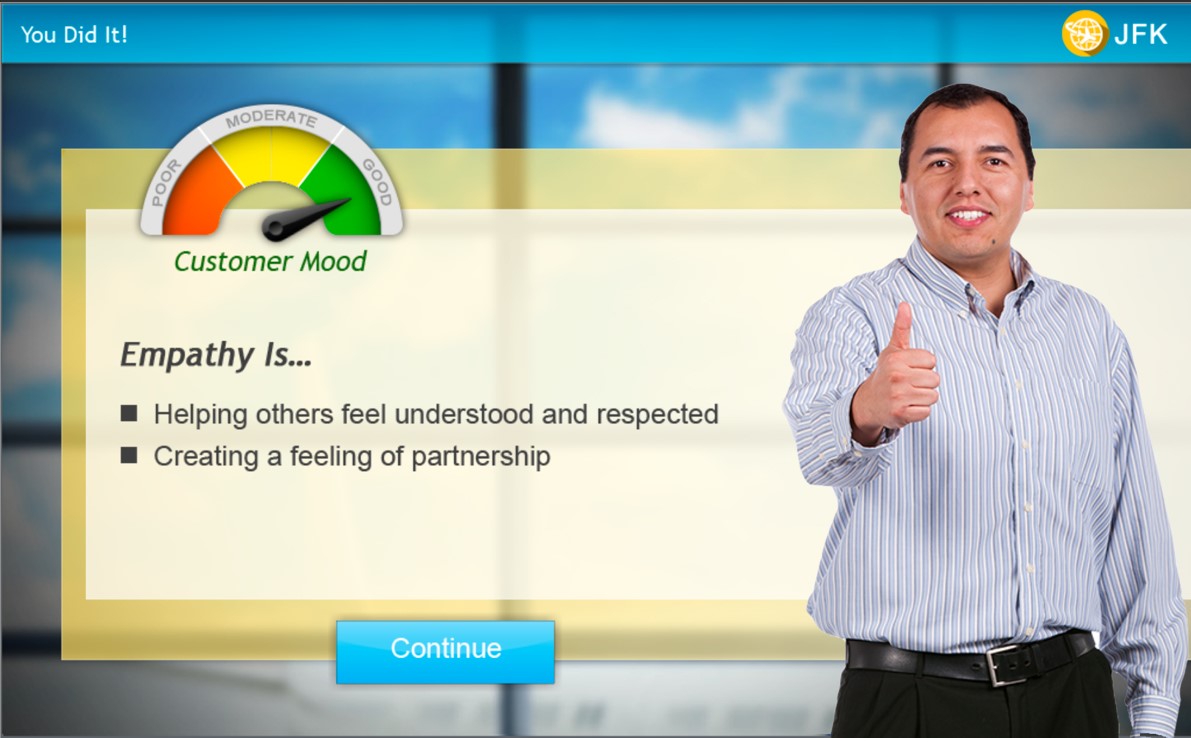 You Did It!
JFK
POOR
MODERATE
GOOD
Customer Mood
Empathy Is...
Helping others feel understood and respected
Creating a feeling of partnership
Continue